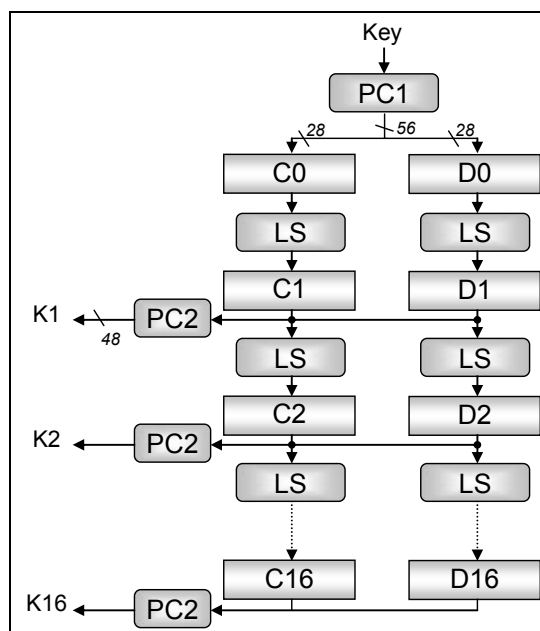 Key
PC1
28 56 28
C0 D0
LS LS
C1 D1
K1 PC2
48
LS LS
C2 D2
K2 PC2
LS LS
C16 D16
K16 PC2